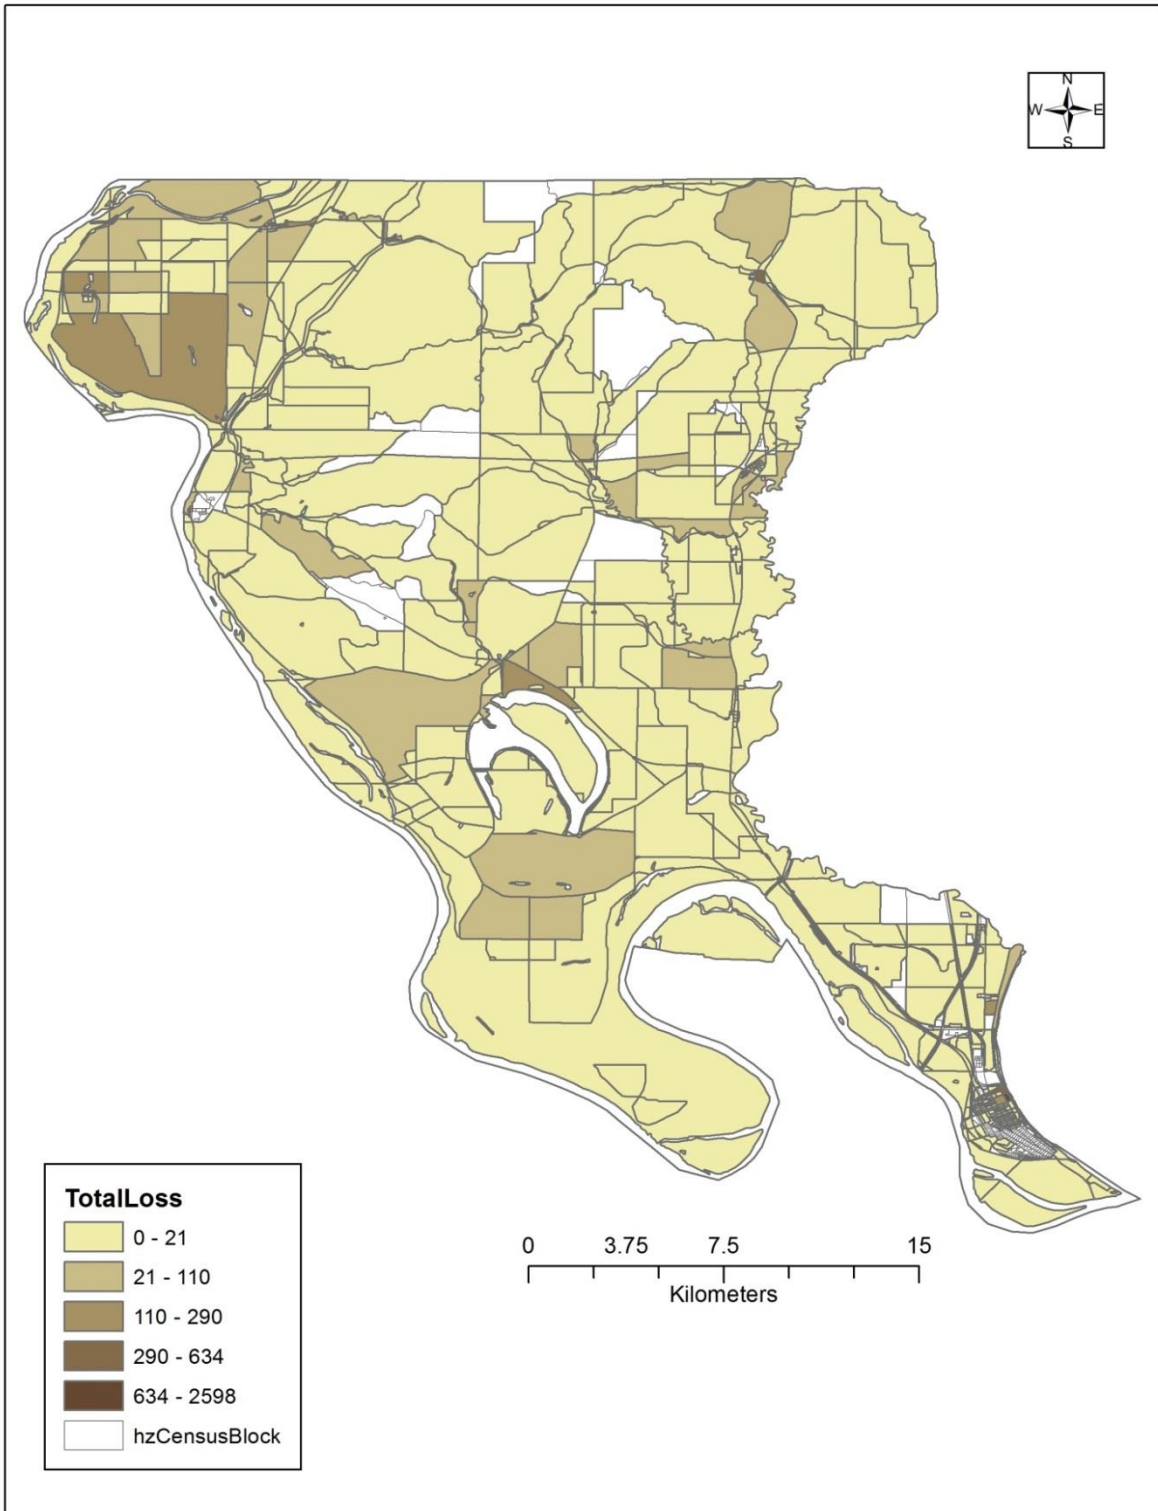 N
W E
S
TotalLoss
0 - 21
21 - 110
110 - 290
290 - 634
634 - 2598
hzCensusBlock
0 3.75 7.5 15
Kilometers